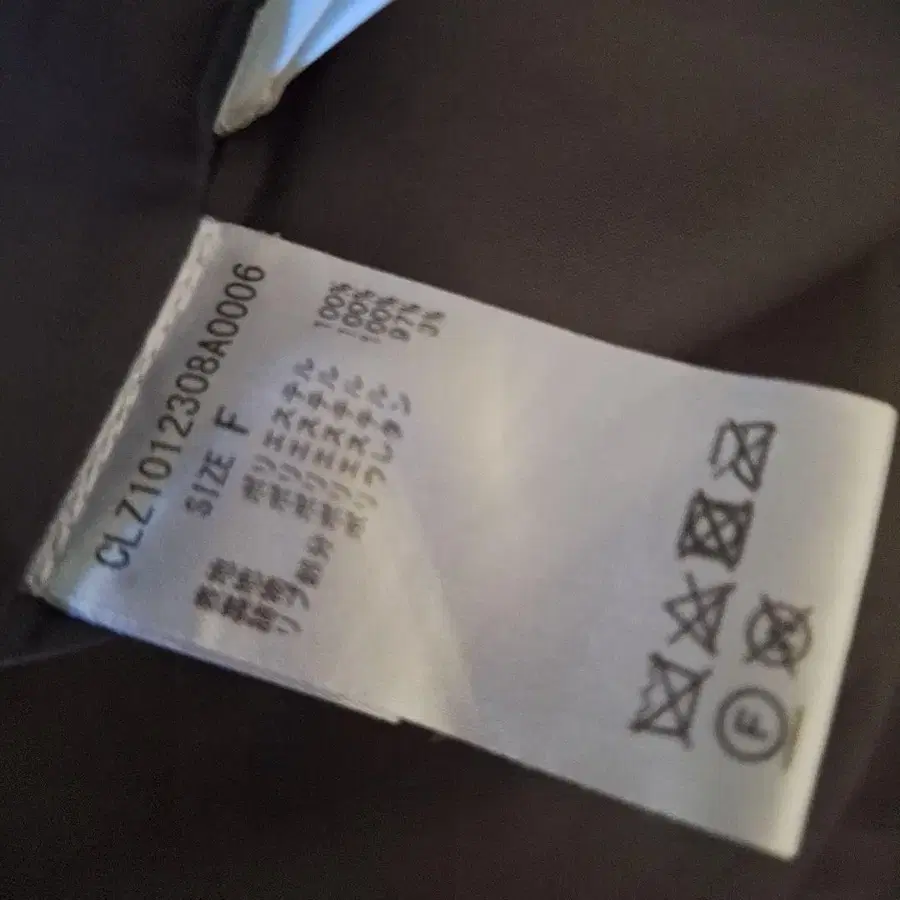 CLZ1012308A0006
SIZE F
表地 ポリエステル 100%
裏地 ポリエステル 100%
ポリエステル 100%
リブ部分 ポリエステル 97%
ポリウレタン 3%
F